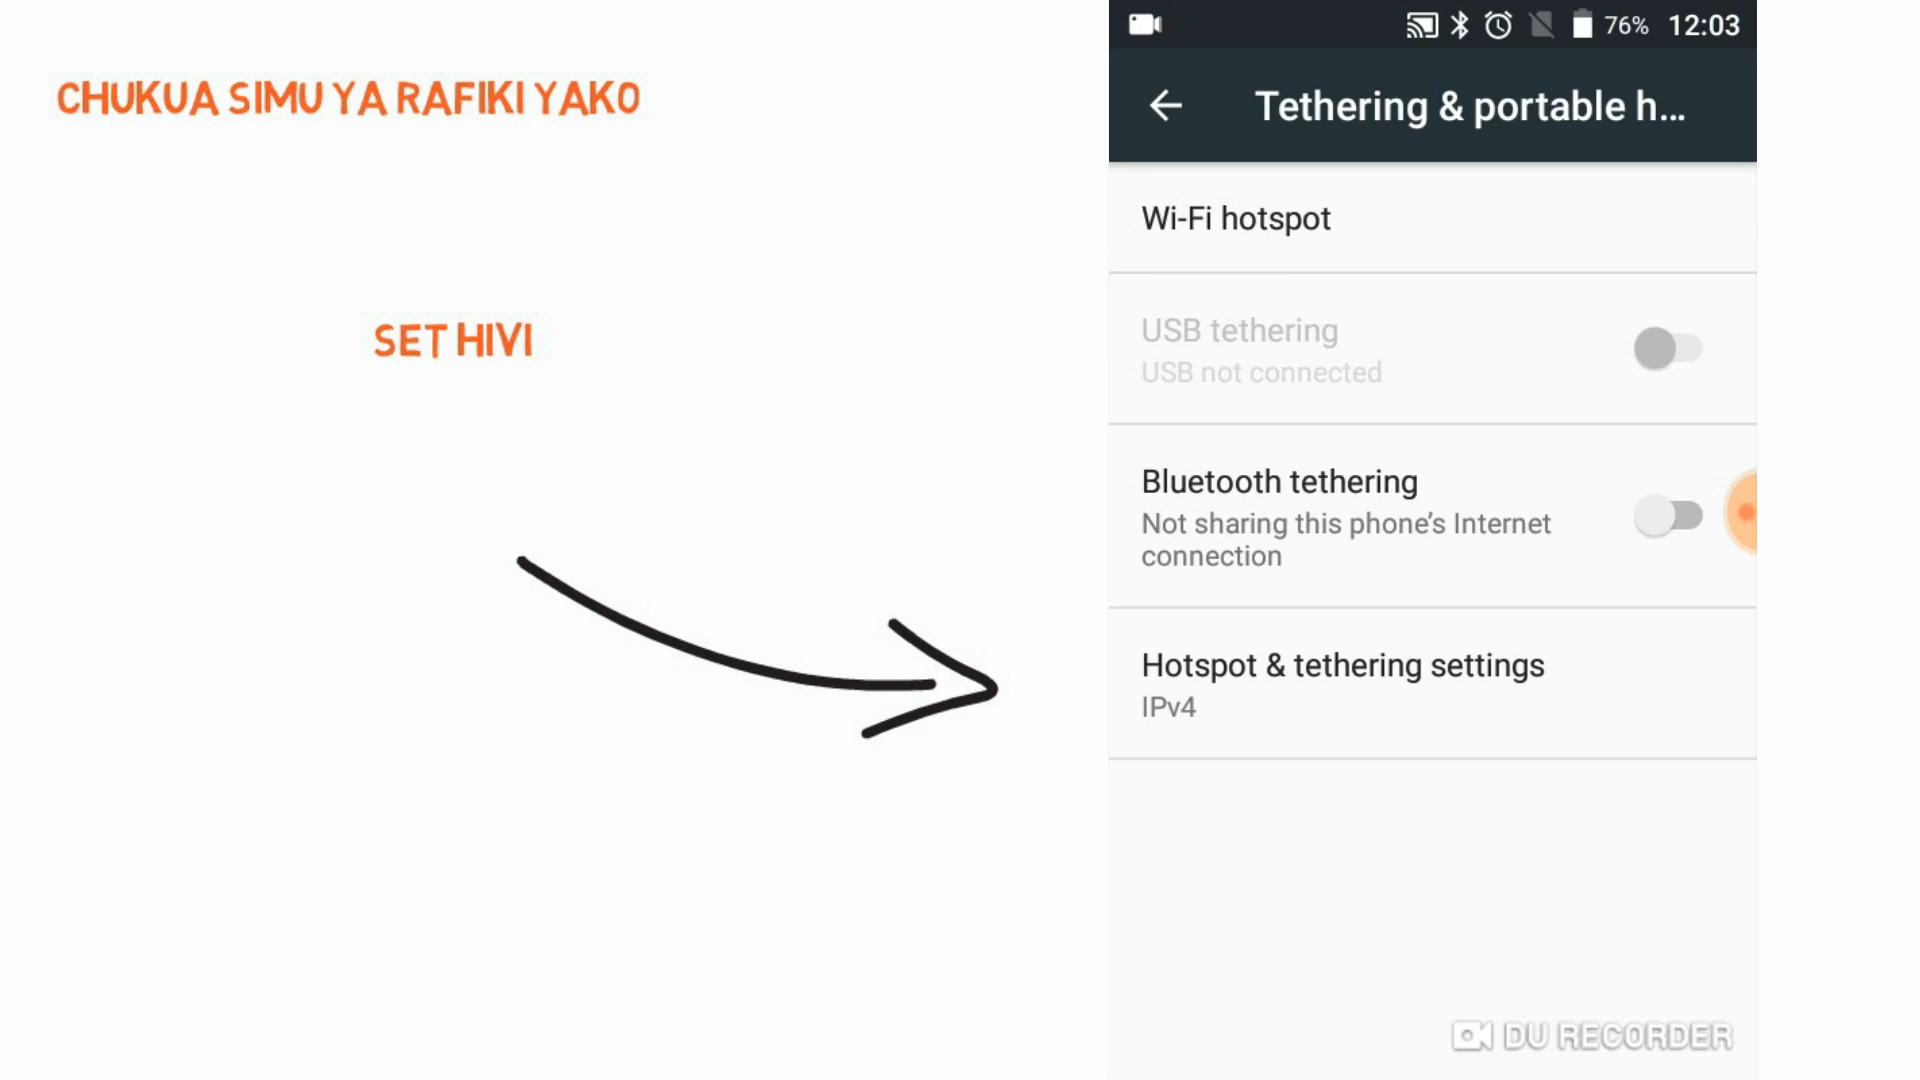 CHUKUA SIMU YA RAFIKI YAKO
SET HIVI
76% 12:03
Tethering & portable h...
Wi-Fi hotspot
USB tethering
USB not connected
Bluetooth tethering
Not sharing this phone’s Internet
connection
Hotspot & tethering settings
IPv4
DU RECORDER